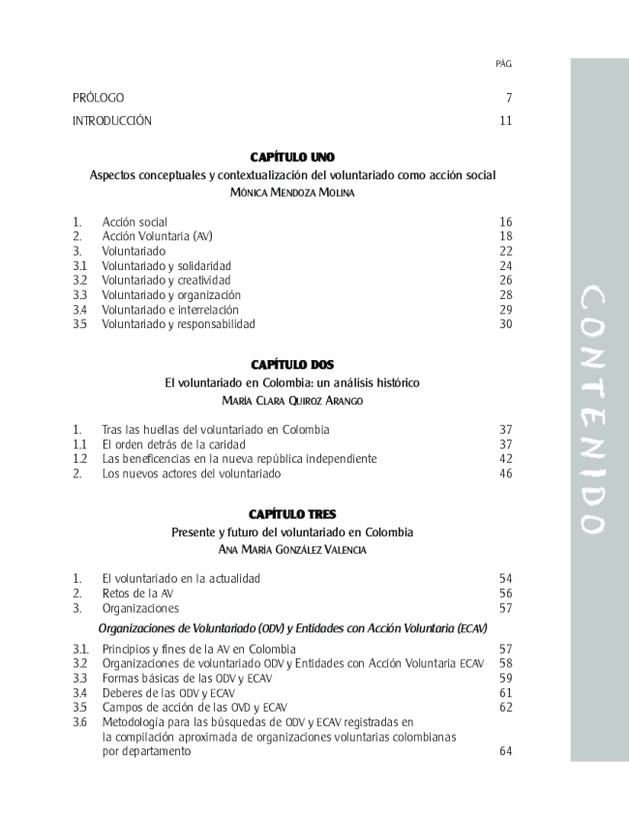 PÁG
PRÓLOGO 7
INTRODUCCIÓN 11
CAPÍTULO UNO
Aspectos conceptuales y contextualización del voluntariado como acción social
MÓNICA MENDOZA MOLINA
1. Acción social 16
2. Acción Voluntaria (AV) 18
3. Voluntariado 22
3.1 Voluntariado y solidaridad 24
3.2 Voluntariado y creatividad 26
3.3 Voluntariado y organización 28
3.4 Voluntariado e interrelación 29
3.5 Voluntariado y responsabilidad 30
CAPÍTULO DOS
El voluntariado en Colombia: un análisis histórico
MARÍA CLARA QUIROZ ARANGO
1. Tras las huellas del voluntariado en Colombia 37
1.1 El orden detrás de la caridad 37
1.2 Las beneficencias en la nueva república independiente 42
2. Los nuevos actores del voluntariado 46
CAPÍTULO TRES
Presente y futuro del voluntariado en Colombia
ANA MARÍA GONZÁLEZ VALENCIA
1. El voluntariado en la actualidad 54
2. Retos de la AV 56
3. Organizaciones 57
Organizaciones de Voluntariado (ODV) y Entidades con Acción Voluntaria (ECAV)
3.1. Principios y fines de la AV en Colombia 57
3.2 Organizaciones de voluntariado ODV y Entidades con Acción Voluntaria ECAV 58
3.3 Formas básicas de las ODV y ECAV 59
3.4 Deberes de las ODV y ECAV 61
3.5 Campos de acción de las OVD y ECAV 62
3.6 Metodología para las búsquedas de ODV y ECAV registradas en
la compilación aproximada de organizaciones voluntarias colombianas
por departamento 64
CONTENIDO